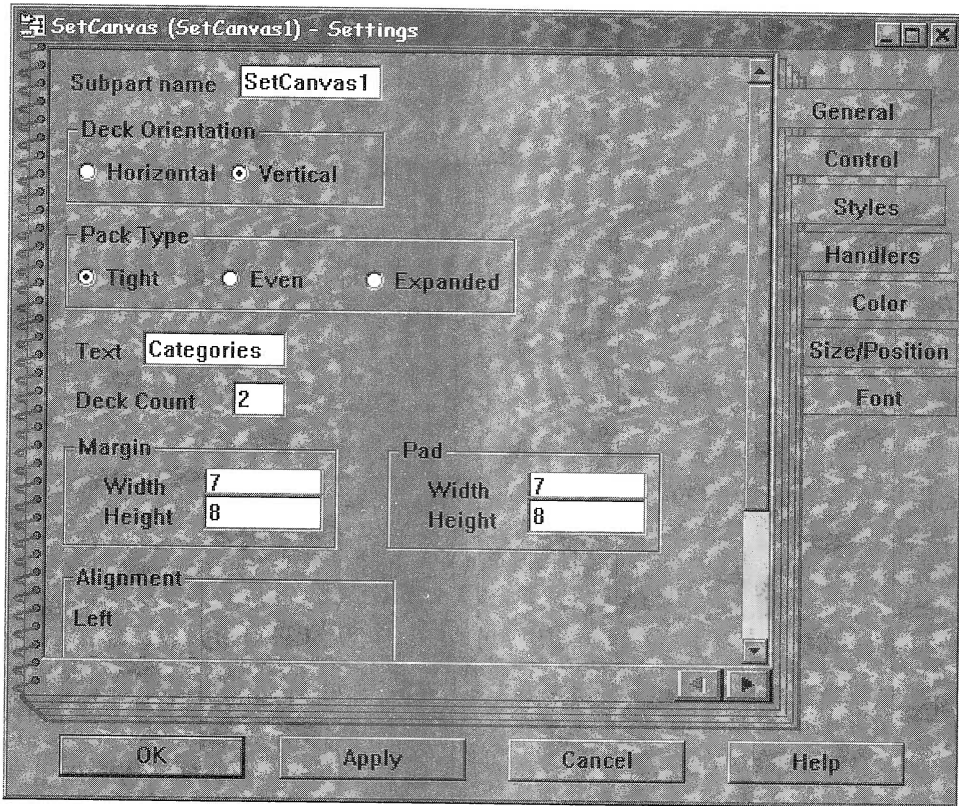 SetCanvas (SetCanvas1) - Settings
Subpart name SetCanvas1
Deck Orientation
Horizontal Vertical
Pack Type
Tight Even Expanded
Text Categories
Deck Count 2
Margin
Width 7
Height 8
Pad
Width 7
Height 8
Alignment
Left
General
Control
Styles
Handlers
Color
Size/Position
Font
OK Apply Cancel Help